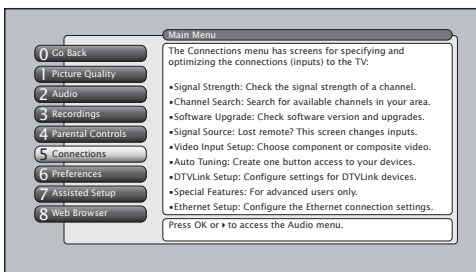 Main Menu
0 Go Back
1 Picture Quality
2 Audio
3 Recordings
4 Parental Controls
5 Connections
6 Preferences
7 Assisted Setup
8 Web Browser
The Connections menu has screens for specifying and
optimizing the connections (inputs) to the TV:
▪Signal Strength: Check the signal strength of a channel.
▪Channel Search: Search for available channels in your area.
▪Software Upgrade: Check software version and upgrades.
▪Signal Source: Lost remote? This screen changes inputs.
▪Video Input Setup: Choose component or composite video.
▪Auto Tuning: Create one button access to your devices.
▪DTVLink Setup: Configure settings for DTVLink devices.
▪Special Features: For advanced users only.
▪Ethernet Setup: Configure the Ethernet connection settings.
Press OK or ▸ to access the Audio menu.